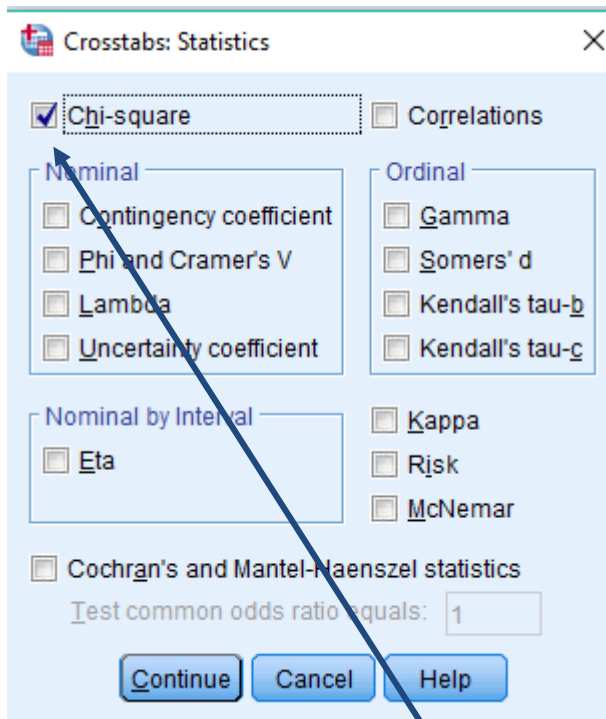 Crosstabs: Statistics
Chi-square
Correlations
Nominal
Contingency coefficient
Phi and Cramer's V
Lambda
Uncertainty coefficient
Ordinal
Gamma
Somers' d
Kendall's tau-b
Kendall's tau-c
Nominal by Interval
Eta
Kappa
Risk
McNemar
Cochran's and Mantel-Haenszel statistics
Test common odds ratio equals: 1
Continue Cancel Help